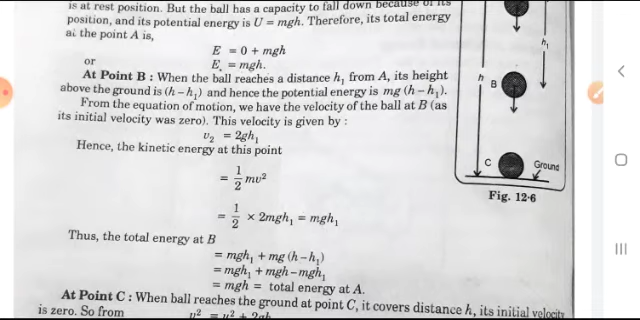 is at rest position. But the ball has a capacity to fall down because of its
position, and its potential energy is U = mgh. Therefore, its total energy
at the point A is,
E = 0 + mgh
or E = mgh.
At Point B : When the ball reaches a distance h₁ from A, its height
above the ground is (h – h₁) and hence the potential energy is mg (h – h₁).
From the equation of motion, we have the velocity of the ball at B (as
its initial velocity was zero). This velocity is given by :
υ₂ = 2gh₁
Hence, the kinetic energy at this point
= 1/2 mυ²
= 1/2 × 2mgh₁ = mgh₁
Thus, the total energy at B
= mgh₁ + mg (h – h₁)
= mgh₁ + mgh – mgh₁
= mgh = total energy at A.
At Point C : When ball reaches the ground at point C, it covers distance h, its initial velocity
is zero. So from υ² = u² + 2gh
h₁
h
B
C
Ground
Fig. 12·6